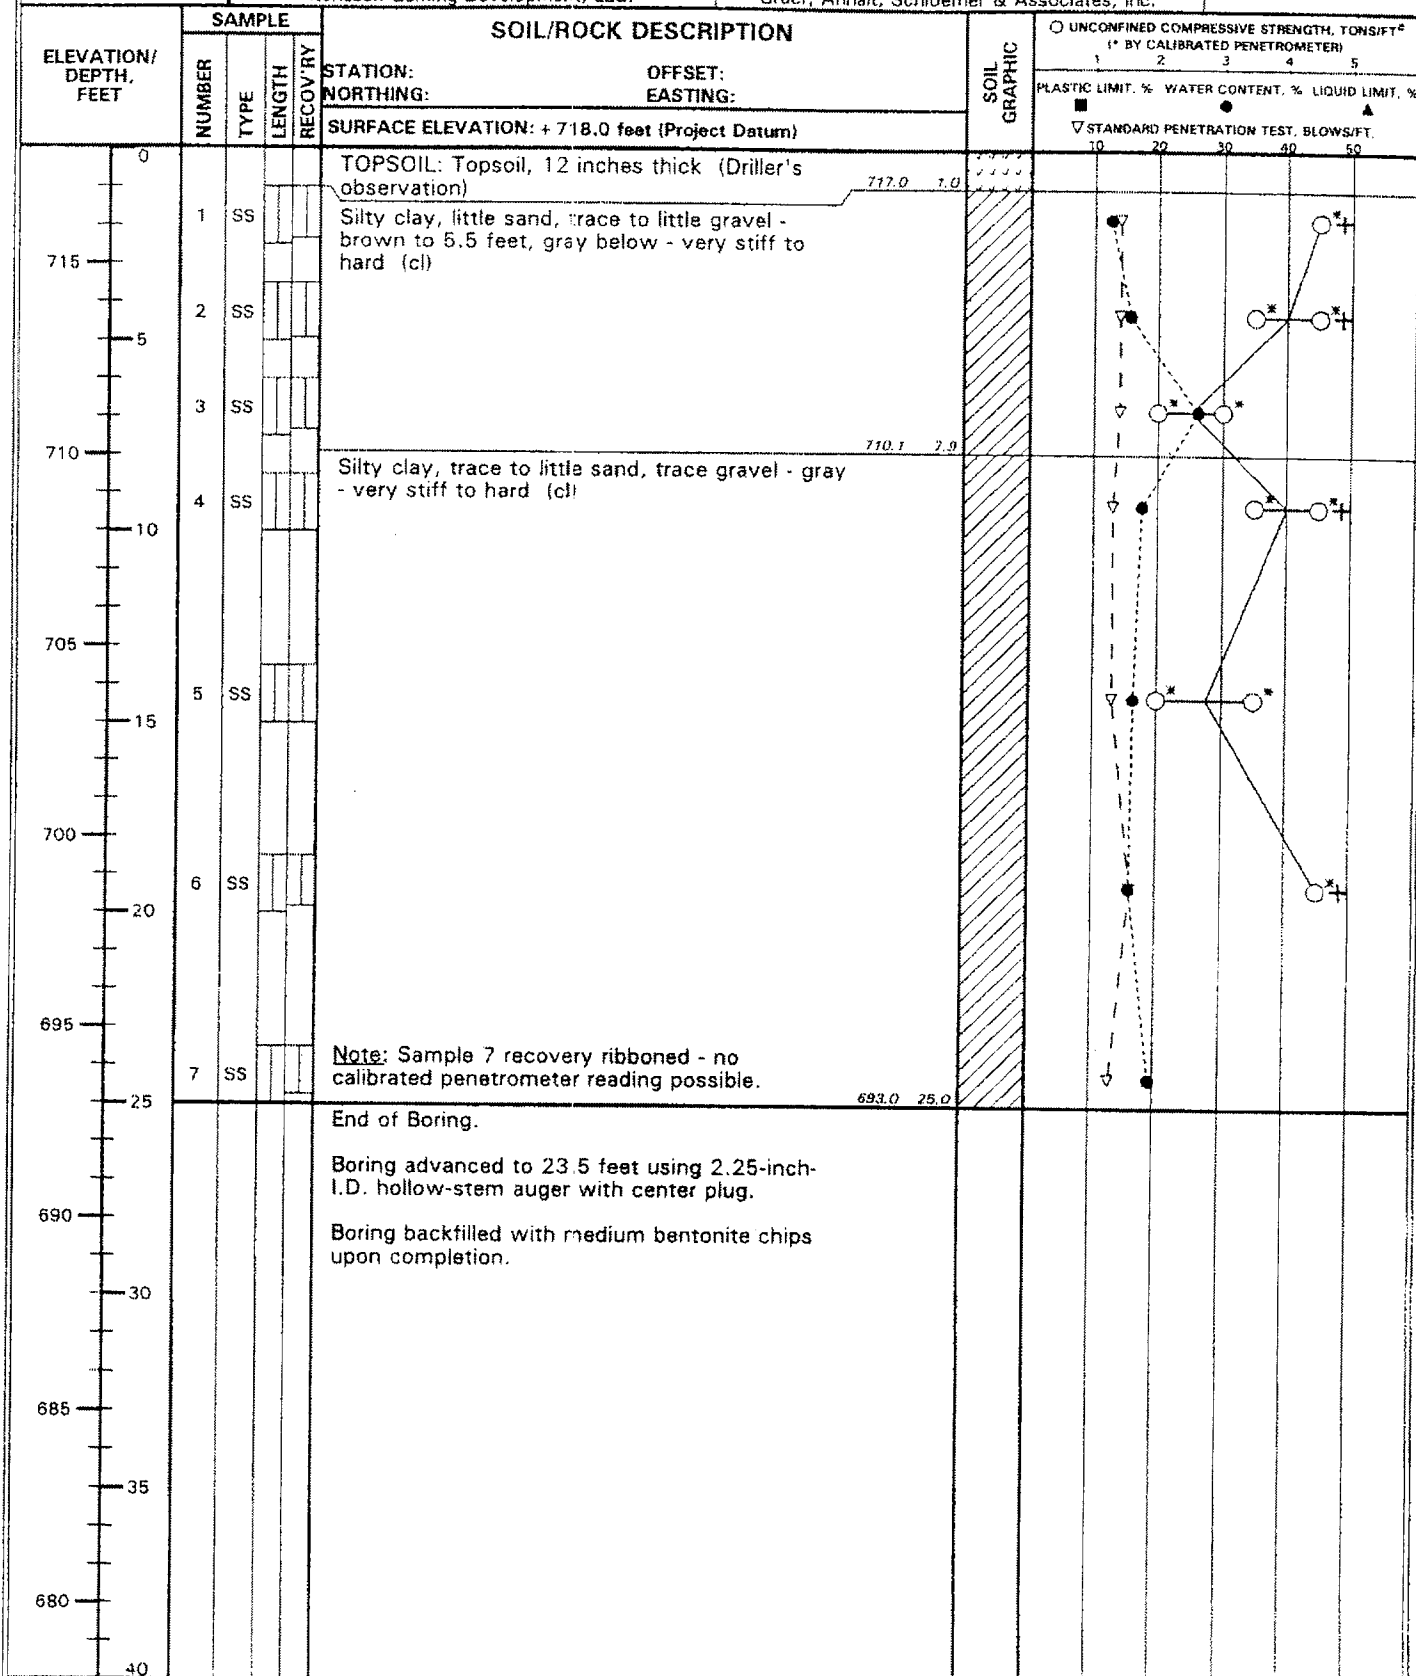 SAMPLE
SOIL/ROCK DESCRIPTION
ELEVATION/
DEPTH,
FEET
NUMBER
TYPE
LENGTH
RECOV'RY
STATION: OFFSET:
NORTHING: EASTING:
SURFACE ELEVATION: + 718.0 feet (Project Datum)
SOIL
GRAPHIC
UNCONFINED COMPRESSIVE STRENGTH, TONS/FT²
(* BY CALIBRATED PENETROMETER)
1 2 3 4 5
PLASTIC LIMIT, % WATER CONTENT, % LIQUID LIMIT, %
STANDARD PENETRATION TEST, BLOWS/FT.
10 20 30 40 50
0
TOPSOIL: Topsoil, 12 inches thick (Driller's
observation)
717.0 1.0
1 SS
Silty clay, little sand, trace to little gravel -
brown to 5.5 feet, gray below - very stiff to
hard (cl)
715
2 SS
5
3 SS
710.1 7.9
710
Silty clay, trace to little sand, trace gravel - gray
- very stiff to hard (cl)
4 SS
10
705
5 SS
15
700
6 SS
20
695
Note: Sample 7 recovery ribboned - no
calibrated penetrometer reading possible.
7 SS
693.0 25.0
25
End of Boring.
Boring advanced to 23.5 feet using 2.25-inch-
I.D. hollow-stem auger with center plug.
690
Boring backfilled with medium bentonite chips
upon completion.
30
685
35
680
40